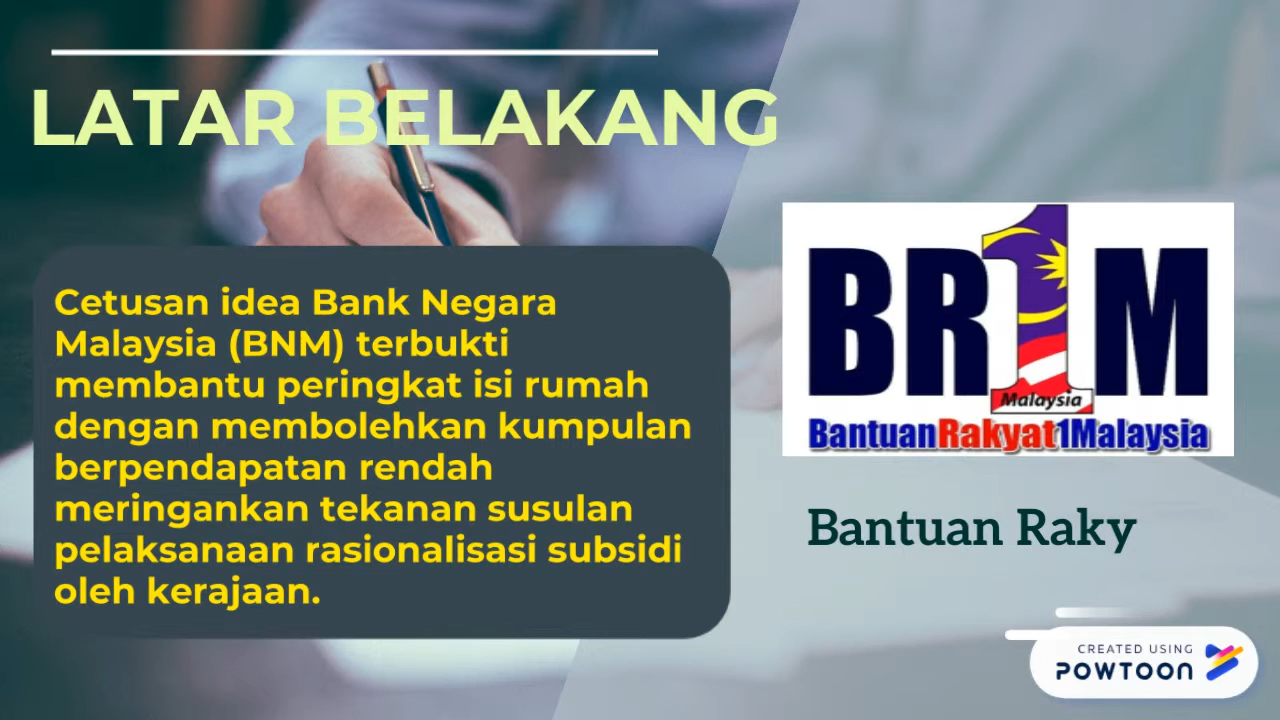 LATAR BELAKANG
Cetusan idea Bank Negara
Malaysia (BNM) terbukti
membantu peringkat isi rumah
dengan membolehkan kumpulan
berpendapatan rendah
meringankan tekanan susulan
pelaksanaan rasionalisasi subsidi
oleh kerajaan.
BR1M
Malaysia
BantuanRakyat1Malaysia
Bantuan Raky
CREATED USING
POWTOON